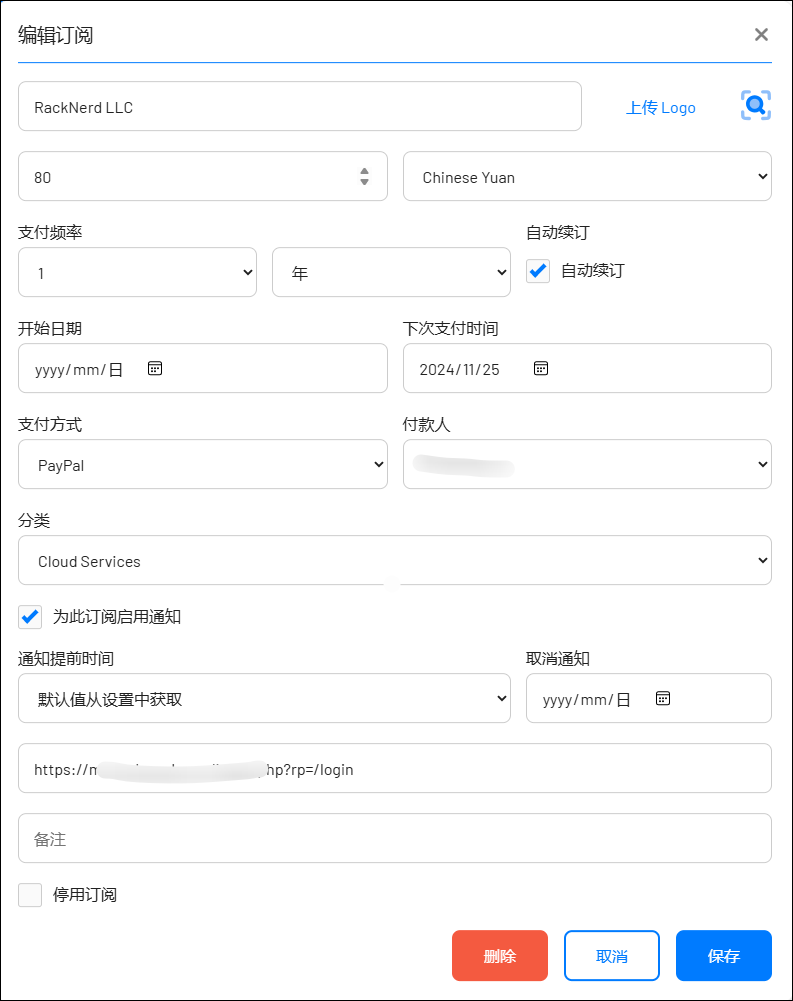 编辑订阅
RackNerd LLC 上传 Logo
80 Chinese Yuan
支付频率 自动续订
1 年 自动续订
开始日期 下次支付时间
yyyy/mm/日 2024/11/25
支付方式 付款人
PayPal
分类
Cloud Services
为此订阅启用通知
通知提前时间 取消通知
默认值从设置中获取 yyyy/mm/日
https:// hp?rp=/login
备注
停用订阅
删除 取消 保存